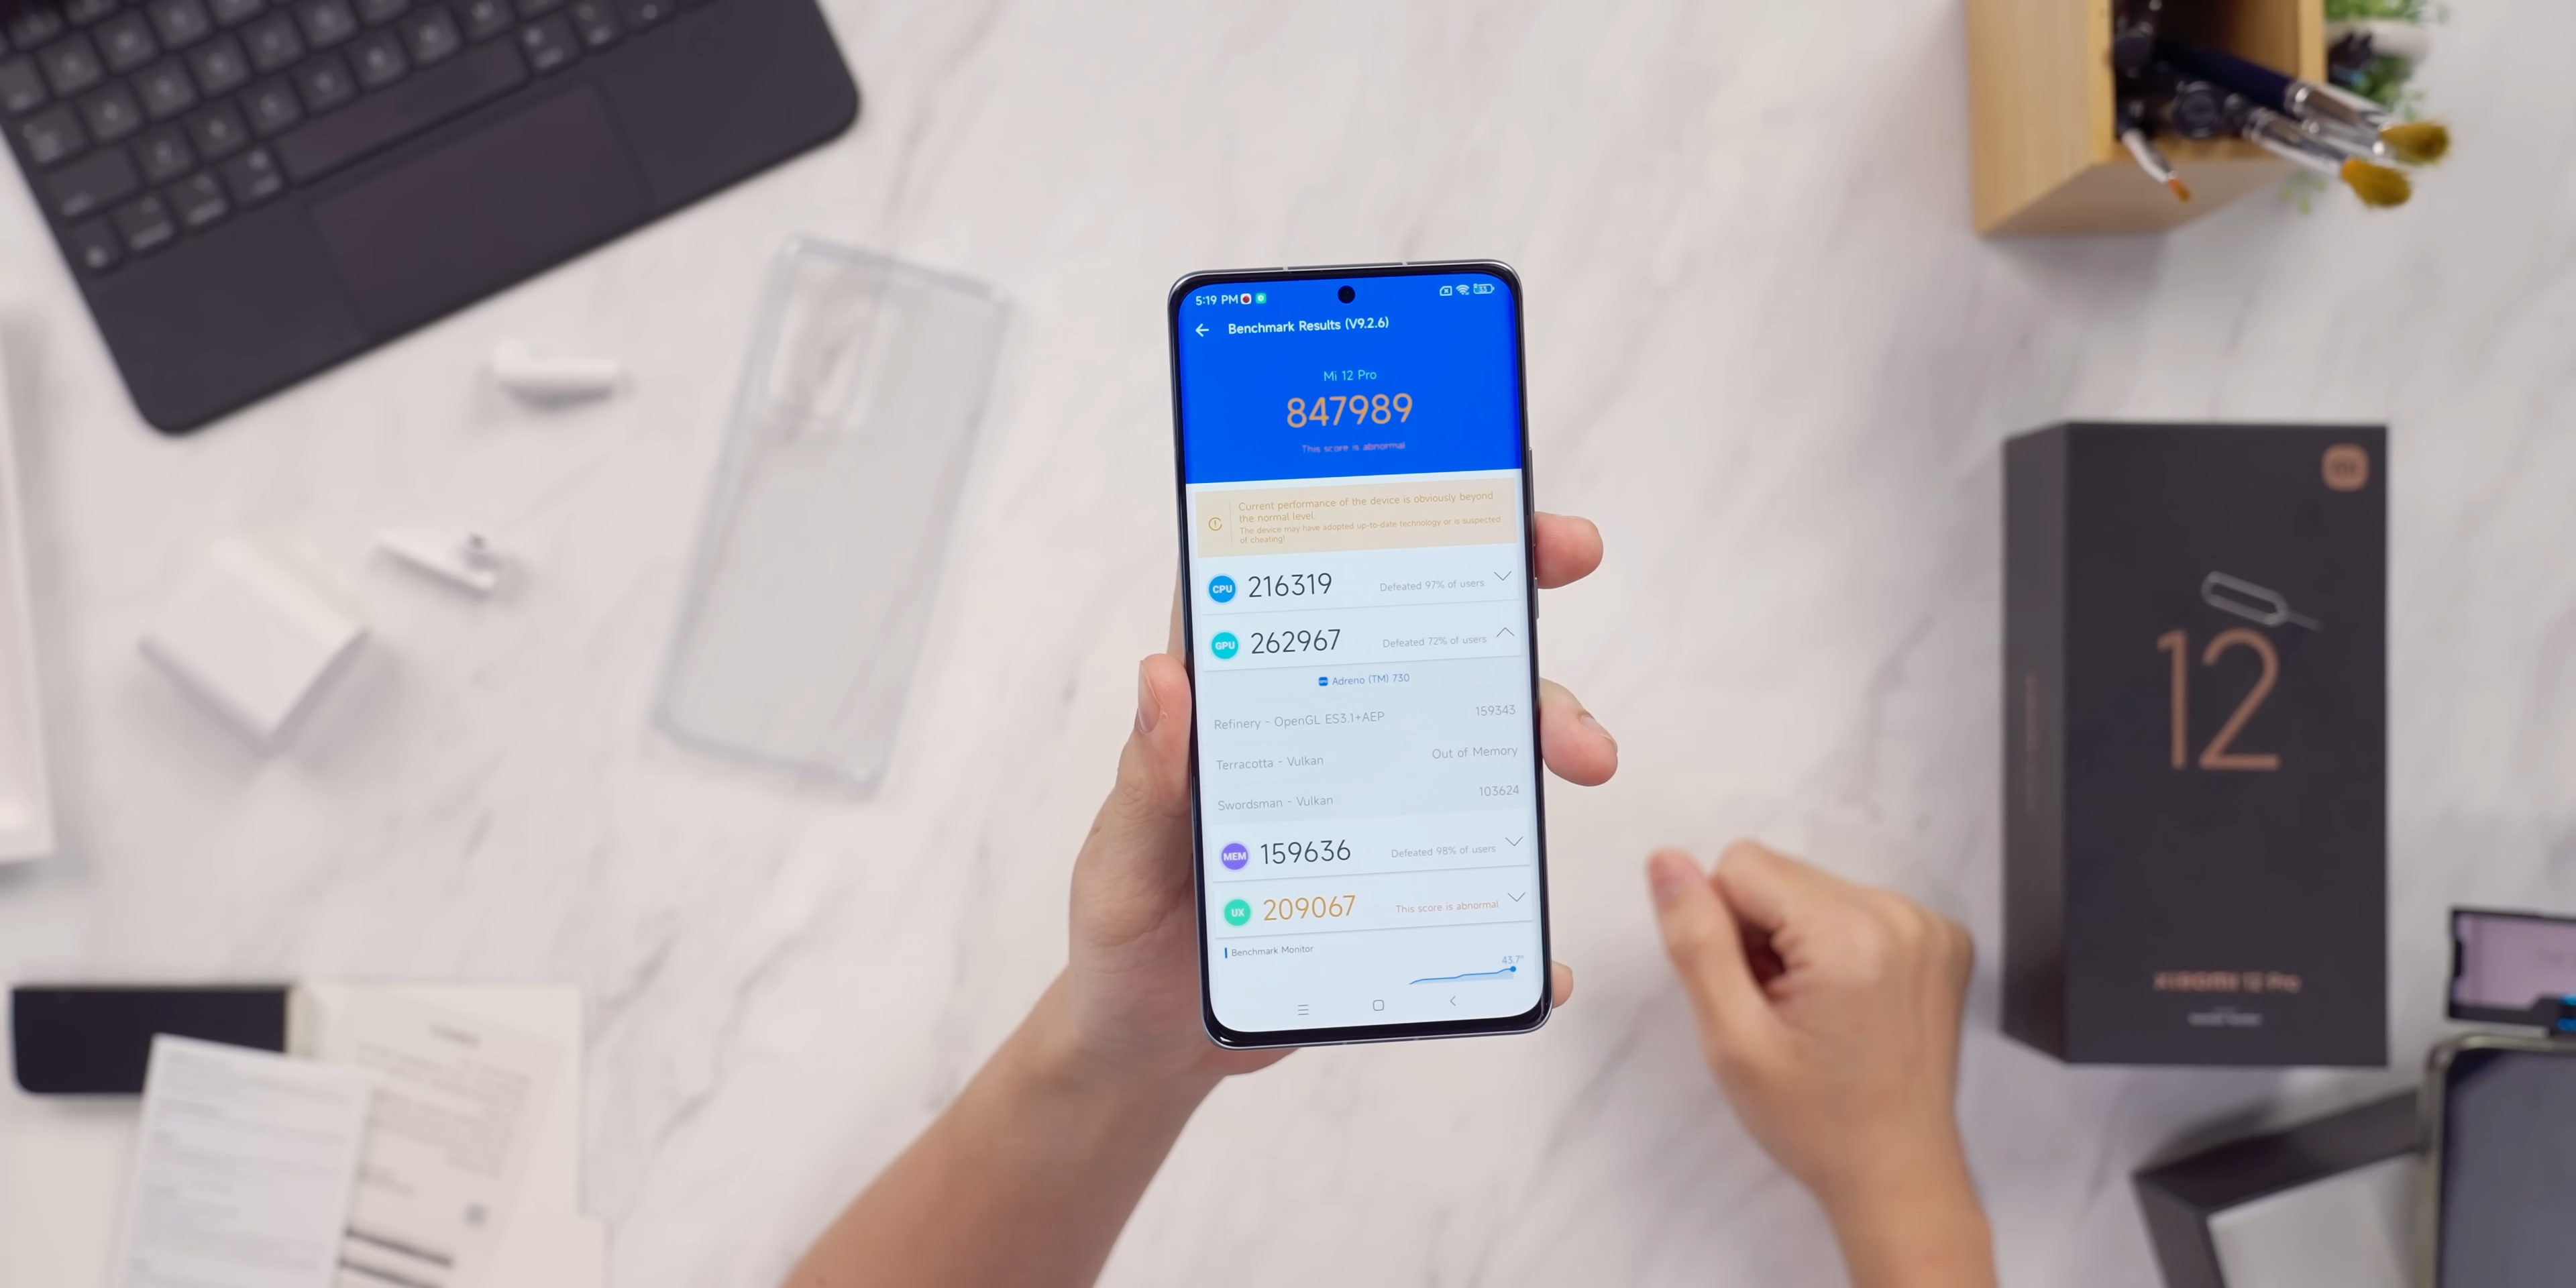 5:19 PM
Benchmark Results (V9.2.6)
Mi 12 Pro
847989
This score is abnormal
Current performance of the device is obviously beyond
the normal level.
The device may have adopted up-to-date technology or is suspected
of cheating!
CPU 216319 Defeated 97% of users
GPU 262967 Defeated 72% of users
Adreno (TM) 730
Refinery - OpenGL ES3.1+AEP 159343
Terracotta - Vulkan Out of Memory
Swordsman - Vulkan 103624
MEM 159636 Defeated 98% of users
UX 209067 This score is abnormal
Benchmark Monitor
43.7°
12
Xiaomi 12 Pro